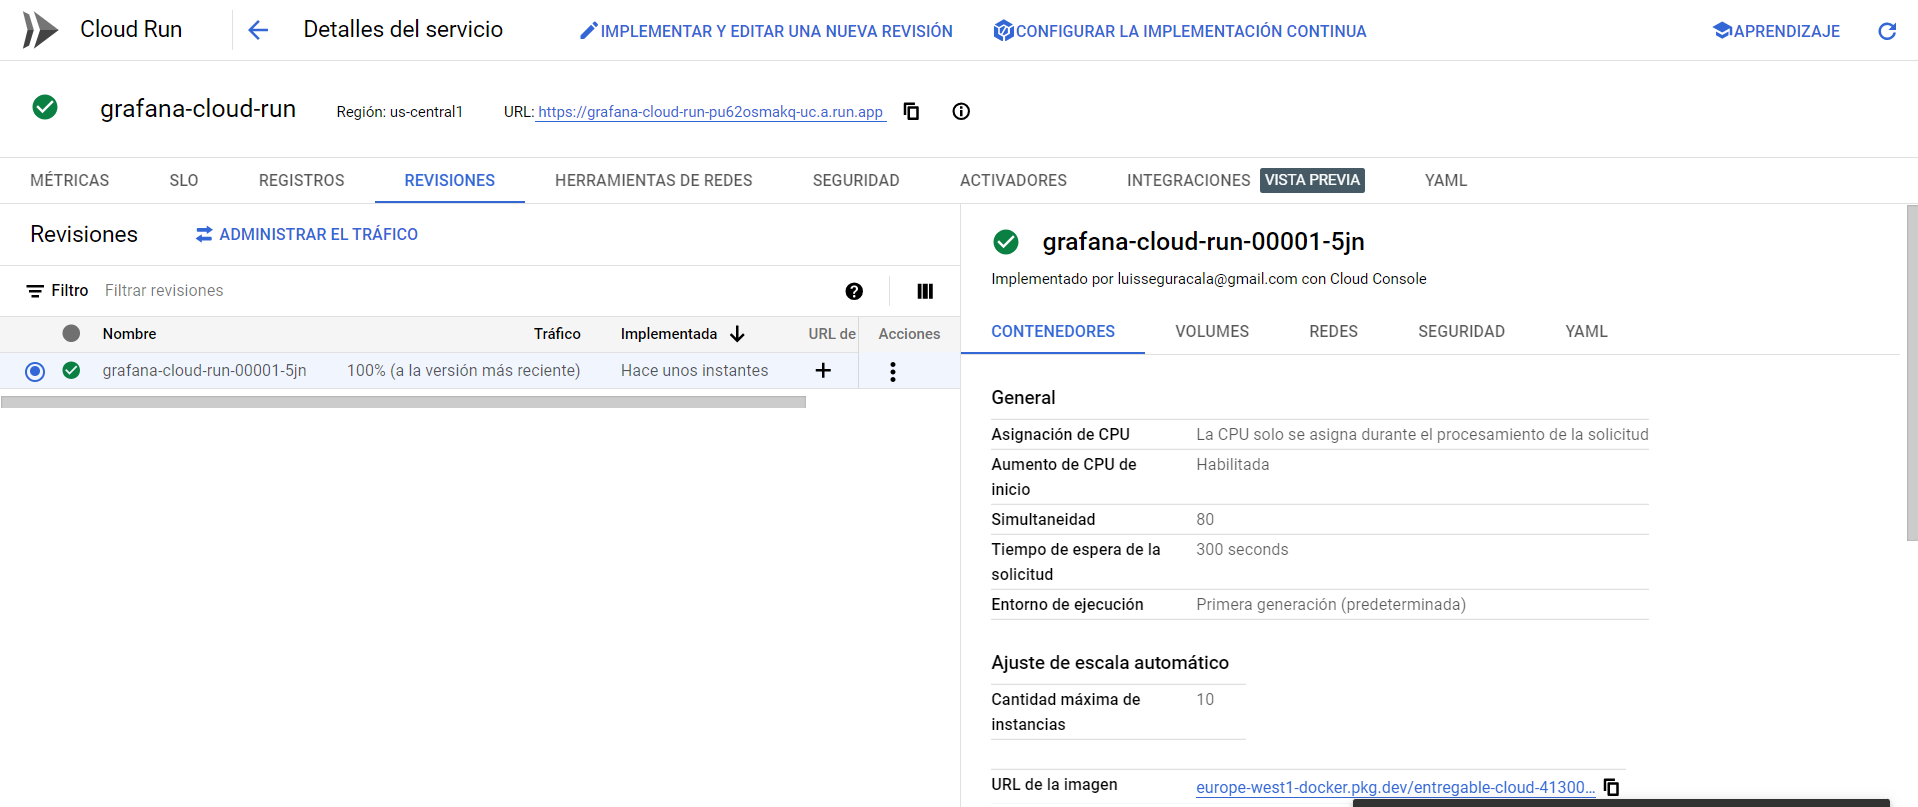 Cloud Run
Detalles del servicio
IMPLEMENTAR Y EDITAR UNA NUEVA REVISIÓN
CONFIGURAR LA IMPLEMENTACIÓN CONTINUA
APRENDIZAJE
grafana-cloud-run
Región: us-central1
URL: https://grafana-cloud-run-pu62osmakq-uc.a.run.app
MÉTRICAS
SLO
REGISTROS
REVISIONES
HERRAMIENTAS DE REDES
SEGURIDAD
ACTIVADORES
INTEGRACIONES VISTA PREVIA
YAML
Revisiones
ADMINISTRAR EL TRÁFICO
Filtro Filtrar revisiones
Nombre Tráfico Implementada URL de Acciones
grafana-cloud-run-00001-5jn 100% (a la versión más reciente) Hace unos instantes
grafana-cloud-run-00001-5jn
Implementado por luisseguracala@gmail.com con Cloud Console
CONTENEDORES
VOLUMES
REDES
SEGURIDAD
YAML
General
Asignación de CPU La CPU solo se asigna durante el procesamiento de la solicitud
Aumento de CPU de Habilitada
inicio
Simultaneidad 80
Tiempo de espera de la 300 seconds
solicitud
Entorno de ejecución Primera generación (predeterminada)
Ajuste de escala automático
Cantidad máxima de 10
instancias
URL de la imagen europe-west1-docker.pkg.dev/entregable-cloud-41300...